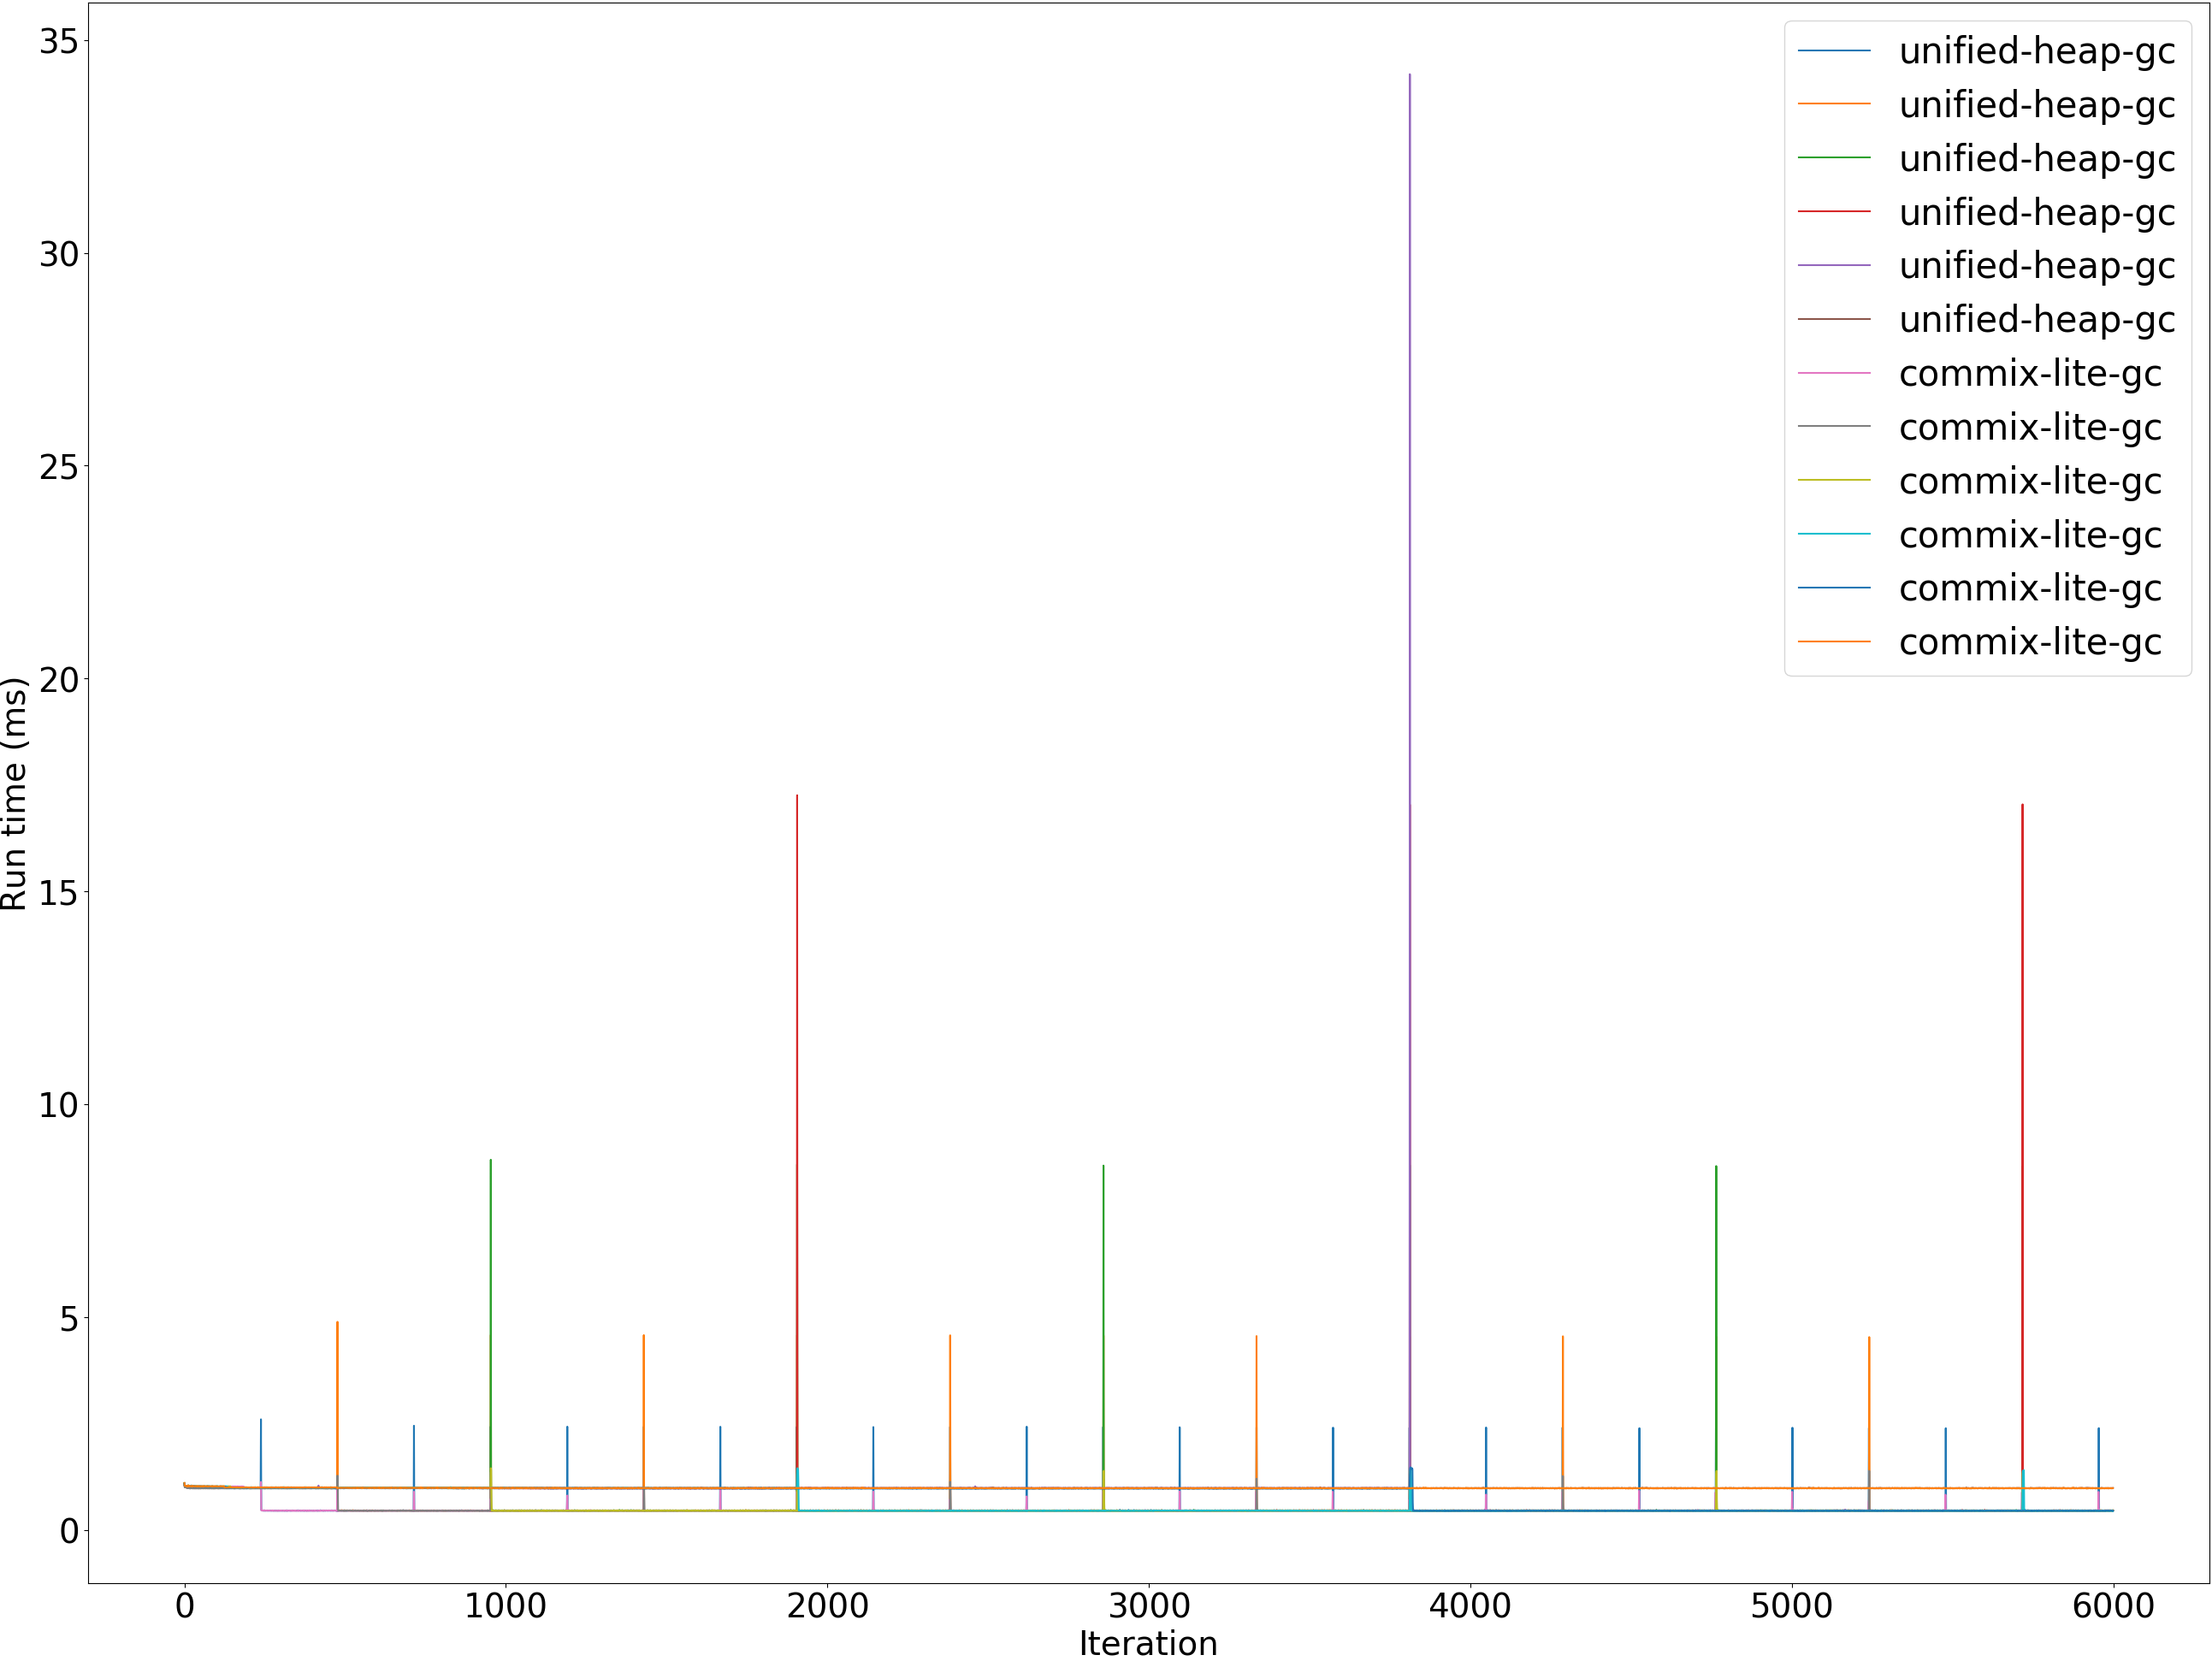 35
30
25
20
15
10
5
0
Run time (ms)
0 1000 2000 3000 4000 5000 6000
Iteration
unified-heap-gc
unified-heap-gc
unified-heap-gc
unified-heap-gc
unified-heap-gc
unified-heap-gc
commix-lite-gc
commix-lite-gc
commix-lite-gc
commix-lite-gc
commix-lite-gc
commix-lite-gc